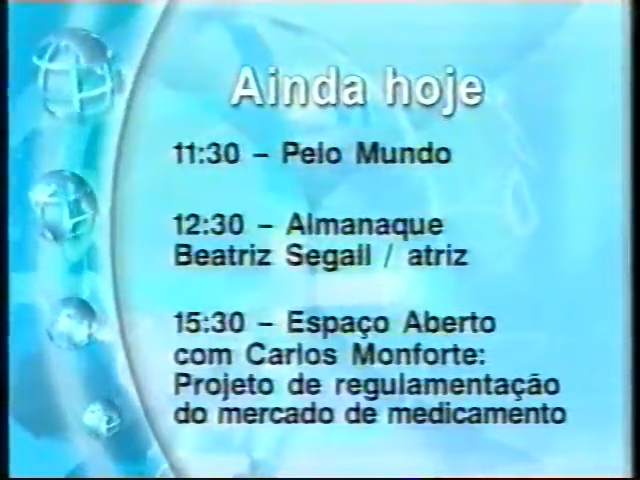 Ainda hoje
11:30 – Pelo Mundo
12:30 – Almanaque
Beatriz Segall / atriz
15:30 – Espaço Aberto
com Carlos Monforte:
Projeto de regulamentação
do mercado de medicamento